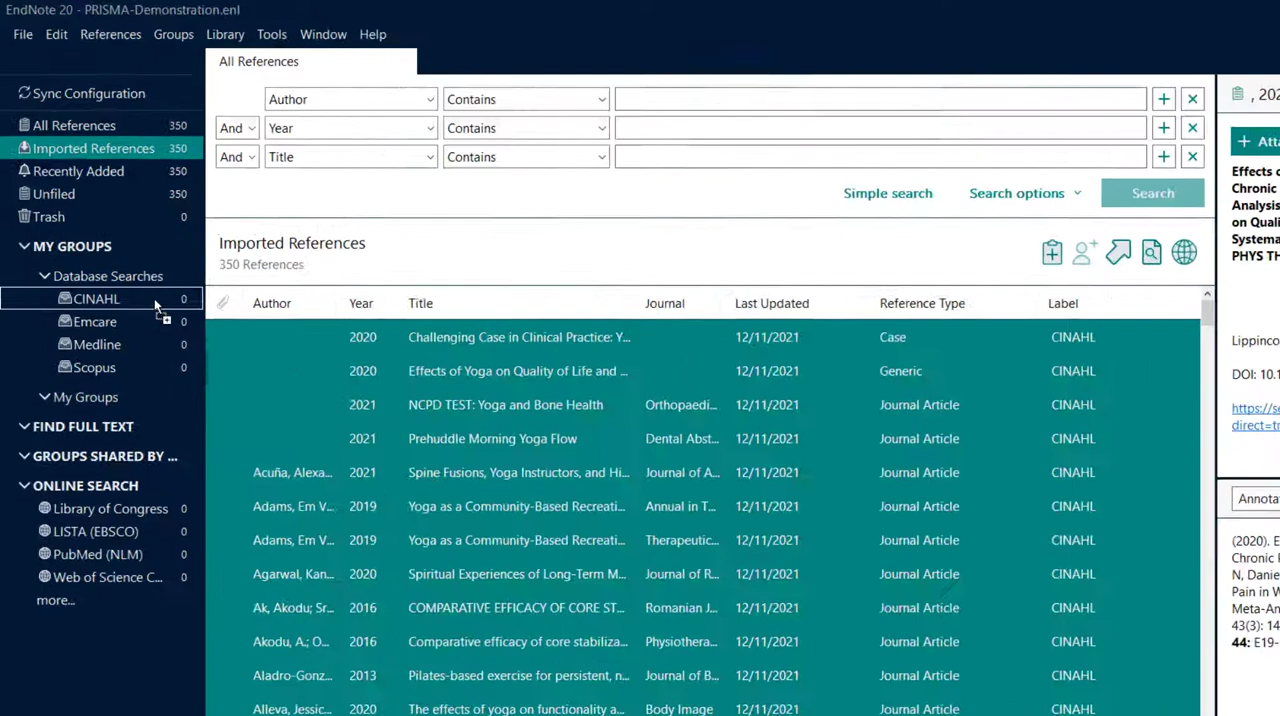 EndNote 20 - PRISMA-Demonstration.enl
File Edit References Groups Library Tools Window Help
All References
Sync Configuration
All References 350
Imported References 350
Recently Added 350
Unfiled 350
Trash 0
MY GROUPS
Database Searches
CINAHL 0
Emcare 0
Medline 0
Scopus 0
My Groups
FIND FULL TEXT
GROUPS SHARED BY ...
ONLINE SEARCH
Library of Congress 0
LISTA (EBSCO) 0
PubMed (NLM) 0
Web of Science C... 0
more...
Author Contains
And Year Contains
And Title Contains
Simple search Search options Search
Imported References
350 References
Author Year Title Journal Last Updated Reference Type Label
2020 Challenging Case in Clinical Practice: Y... 12/11/2021 Case CINAHL
2020 Effects of Yoga on Quality of Life and ... 12/11/2021 Generic CINAHL
2021 NCPD TEST: Yoga and Bone Health Orthopaedi... 12/11/2021 Journal Article CINAHL
2021 Prehuddle Morning Yoga Flow Dental Abst... 12/11/2021 Journal Article CINAHL
Acuña, Alexa... 2021 Spine Fusions, Yoga Instructors, and Hi... Journal of A... 12/11/2021 Journal Article CINAHL
Adams, Em V... 2019 Yoga as a Community-Based Recreati... Annual in T... 12/11/2021 Journal Article CINAHL
Adams, Em V... 2019 Yoga as a Community-Based Recreati... Therapeutic... 12/11/2021 Journal Article CINAHL
Agarwal, Kan... 2020 Spiritual Experiences of Long-Term M... Journal of R... 12/11/2021 Journal Article CINAHL
Ak, Akodu; Sr... 2016 COMPARATIVE EFFICACY OF CORE ST... Romanian J... 12/11/2021 Journal Article CINAHL
Akodu, A.; O... 2016 Comparative efficacy of core stabiliza... Physiothera... 12/11/2021 Journal Article CINAHL
Aladro-Gonz... 2013 Pilates-based exercise for persistent, n... Journal of B... 12/11/2021 Journal Article CINAHL
Alleva, Jessic... 2020 The effects of yoga on functionality a... Body Image 12/11/2021 Journal Article CINAHL
, 202
+ Atta
Effects o
Chronic
Analysis
on Quali
Systema
PHYS TH
Lippinco
DOI: 10.1
https://se
direct=tr
Annotat
(2020). E
Chronic P
N, Danie
Pain in W
Meta-An
43(3): 14
44: E19-